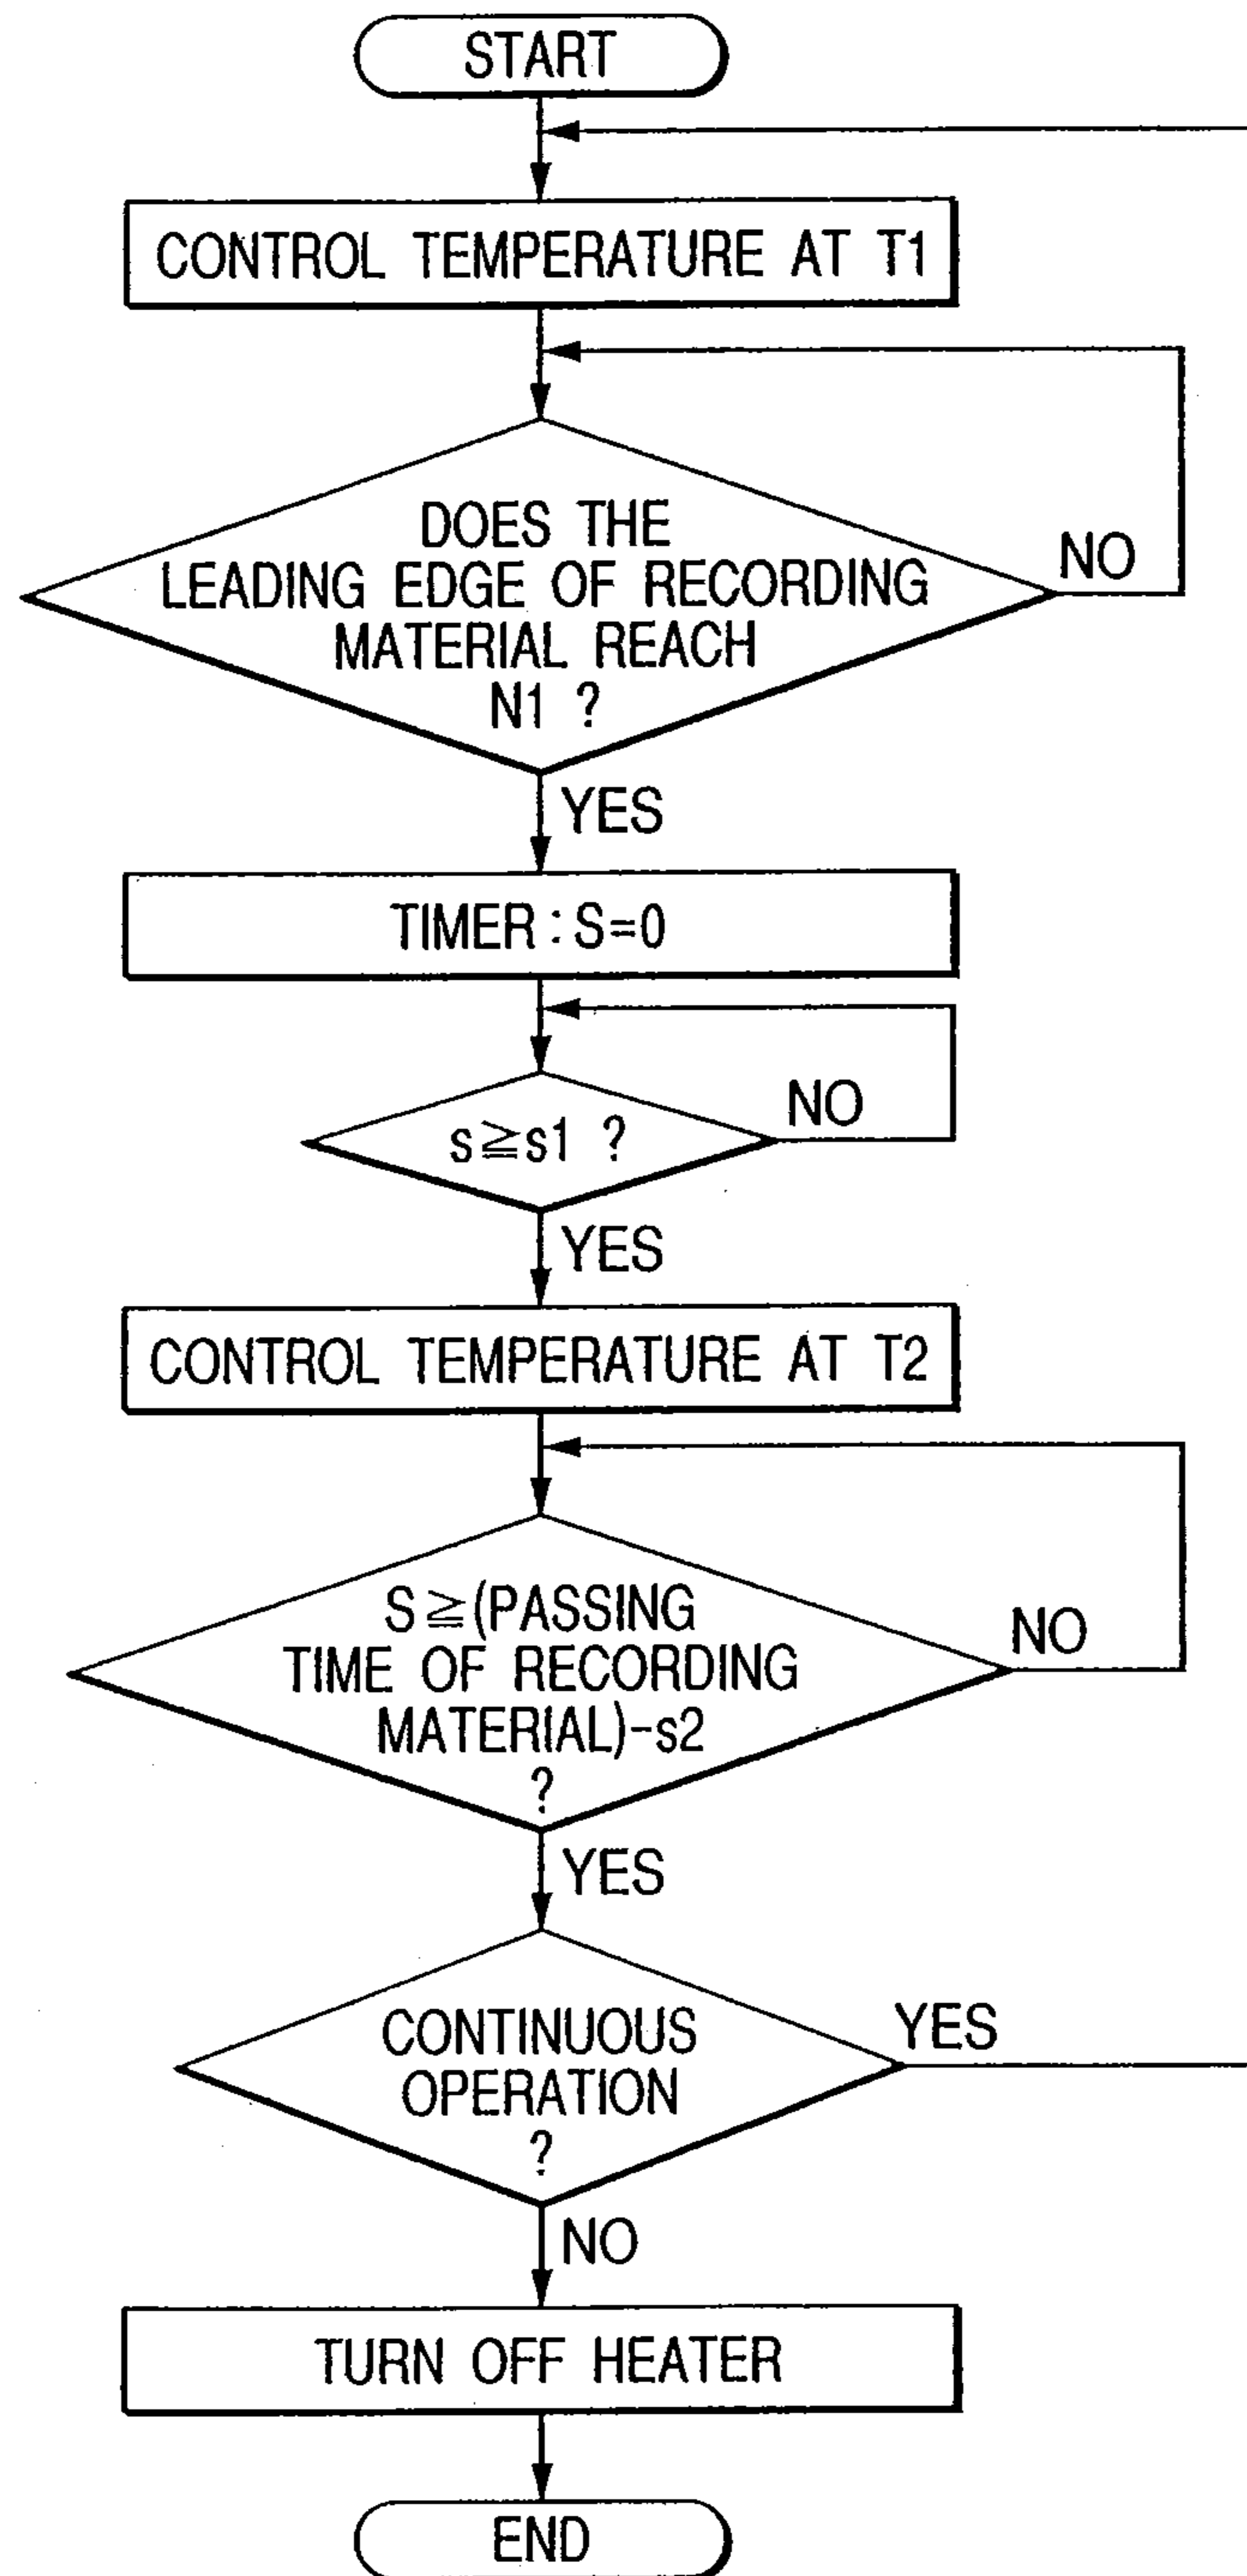 START
CONTROL TEMPERATURE AT T1
DOES THE
LEADING EDGE OF RECORDING
MATERIAL REACH
N1 ?
NO
YES
TIMER : S=0
s≧s1 ?
NO
YES
CONTROL TEMPERATURE AT T2
S≧(PASSING
TIME OF RECORDING
MATERIAL)-s2
?
NO
YES
CONTINUOUS
OPERATION
?
YES
NO
TURN OFF HEATER
END